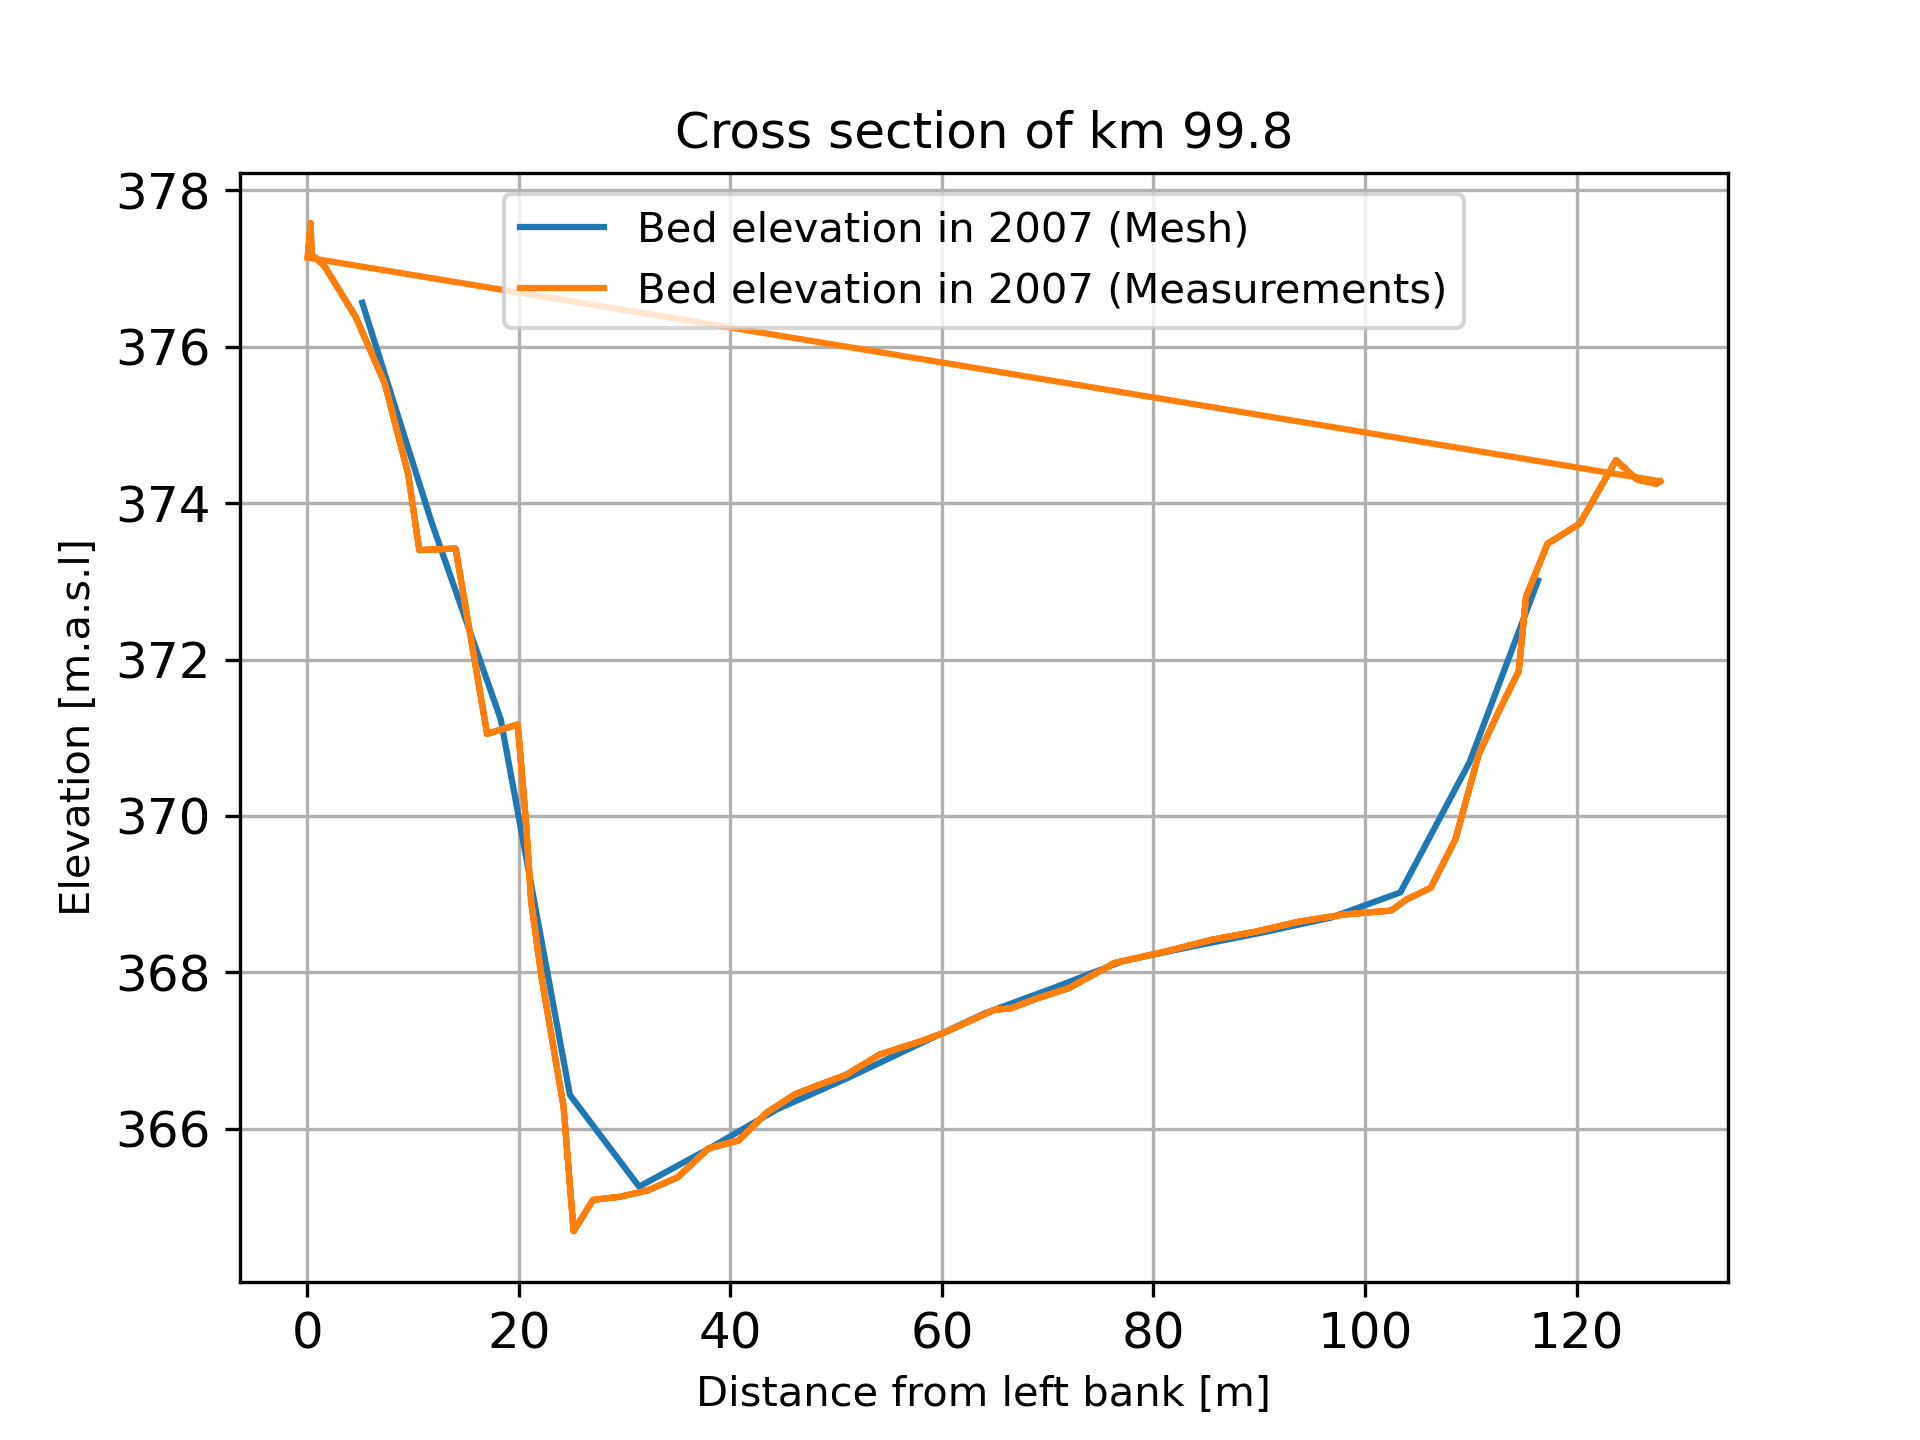 Cross section of km 99.8
Bed elevation in 2007 (Mesh)
Bed elevation in 2007 (Measurements)
378
376
374
372
370
368
366
Elevation [m.a.s.l]
0 20 40 60 80 100 120
Distance from left bank [m]